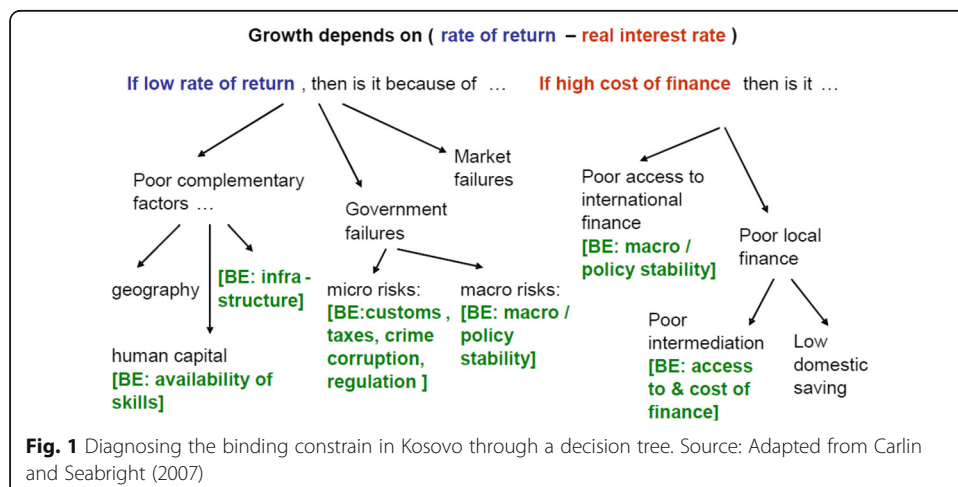 Growth depends on ( rate of return – real interest rate )
If low rate of return , then is it because of ...
If high cost of finance then is it ...
Poor complementary
factors ...
geography
human capital
[BE: availability of
skills]
[BE: infra -
structure]
Government
failures
micro risks:
[BE:customs ,
taxes, crime
corruption,
regulation ]
macro risks:
[BE: macro /
policy
stability]
Market
failures
Poor access to
international
finance
[BE: macro /
policy stability]
Poor local
finance
Poor
intermediation
[BE: access
to & cost of
finance]
Low
domestic
saving
Fig. 1 Diagnosing the binding constrain in Kosovo through a decision tree. Source: Adapted from Carlin
and Seabright (2007)